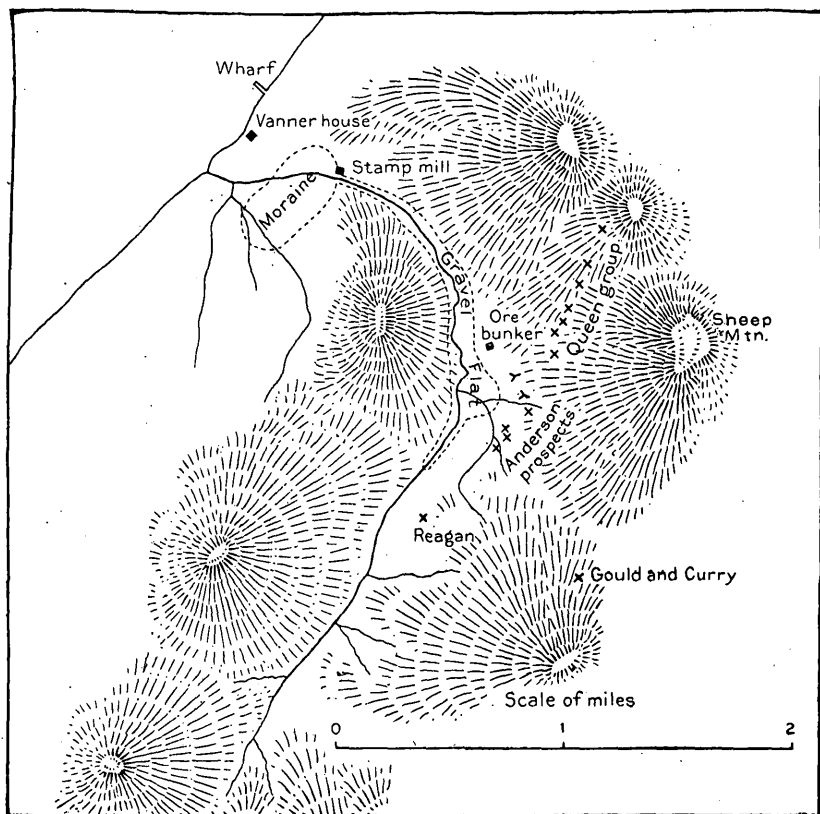 Wharf
Vanner house
Stamp mill
Moraine
Gravel
Flat
Ore
bunker
Queen group
Sheep
Mtn.
Anderson
prospects
Reagan
Gould and Curry
Scale of miles
0 1 2